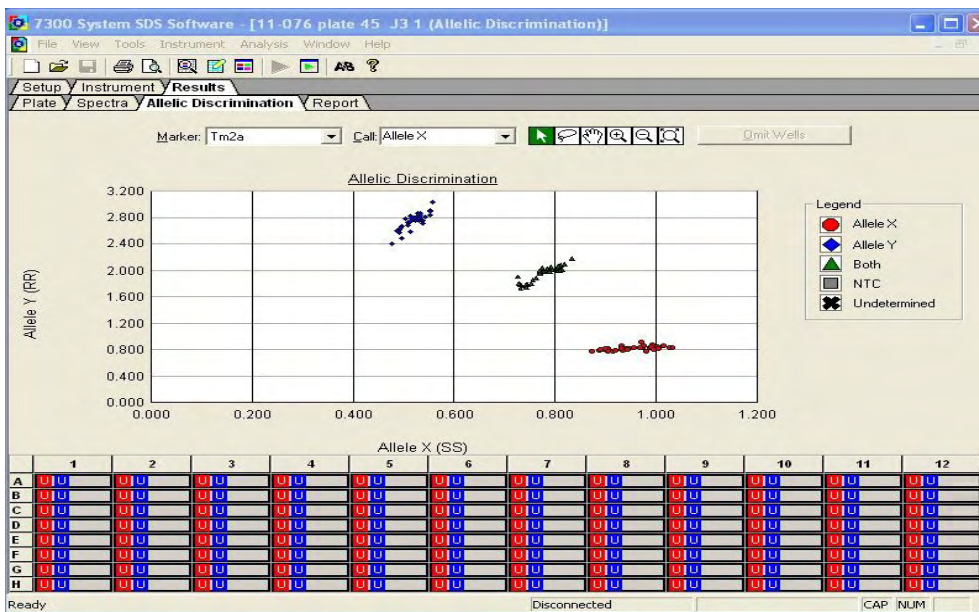 7300 System SDS Software - [11-076 plate 45 J3 1 (Allelic Discrimination)]
File View Tools Instrument Analysis Window Help
Setup Instrument Results
Plate Spectra Allelic Discrimination Report
Marker: Tm2a Call: Allele X Omit Wells
Allelic Discrimination
3.200
2.800
2.400
2.000
1.600
1.200
0.800
0.400
0.000
Allele Y (RR)
0.000 0.200 0.400 0.600 0.800 1.000 1.200
Allele X (SS)
Legend
Allele X
Allele Y
Both
NTC
Undetermined
1 2 3 4 5 6 7 8 9 10 11 12
A U U U U U U U U U U U U U U U U U U U U U U U U
B U U U U U U U U U U U U U U U U U U U U U U U U
C U U U U U U U U U U U U U U U U U U U U U U U U
D U U U U U U U U U U U U U U U U U U U U U U U U
E U U U U U U U U U U U U U U U U U U U U U U U U
F U U U U U U U U U U U U U U U U U U U U U U U U
G U U U U U U U U U U U U U U U U U U U U U U U U
H U U U U U U U U U U U U U U U U U U U U U U U U
Ready Disconnected CAP NUM